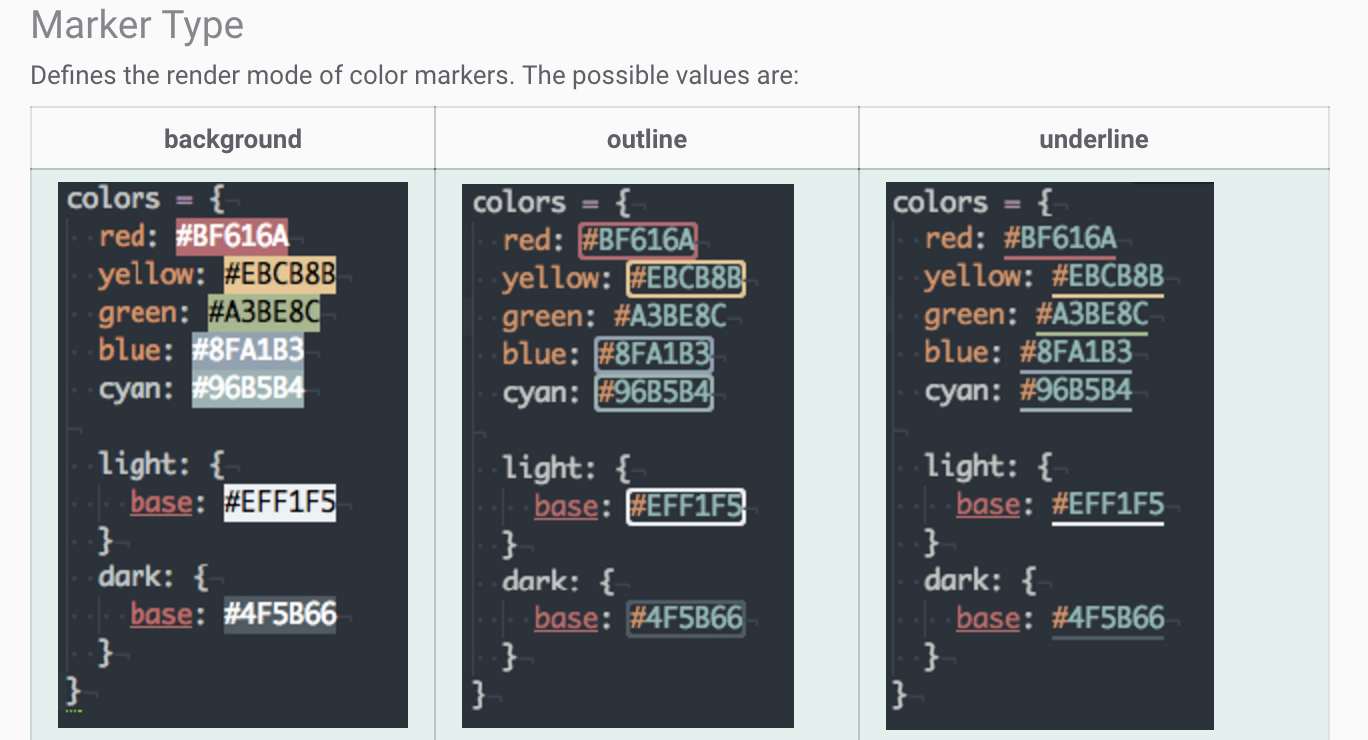 Marker Type
Defines the render mode of color markers. The possible values are:
background
outline
underline
colors = {
red: #BF616A
yellow: #EBCB8B
green: #A3BE8C
blue: #8FA1B3
cyan: #96B5B4
light: {
base: #EFF1F5
}
dark: {
base: #4F5B66
}
}
colors = {
red: #BF616A
yellow: #EBCB8B
green: #A3BE8C
blue: #8FA1B3
cyan: #96B5B4
light: {
base: #EFF1F5
}
dark: {
base: #4F5B66
}
}
colors = {
red: #BF616A
yellow: #EBCB8B
green: #A3BE8C
blue: #8FA1B3
cyan: #96B5B4
light: {
base: #EFF1F5
}
dark: {
base: #4F5B66
}
}